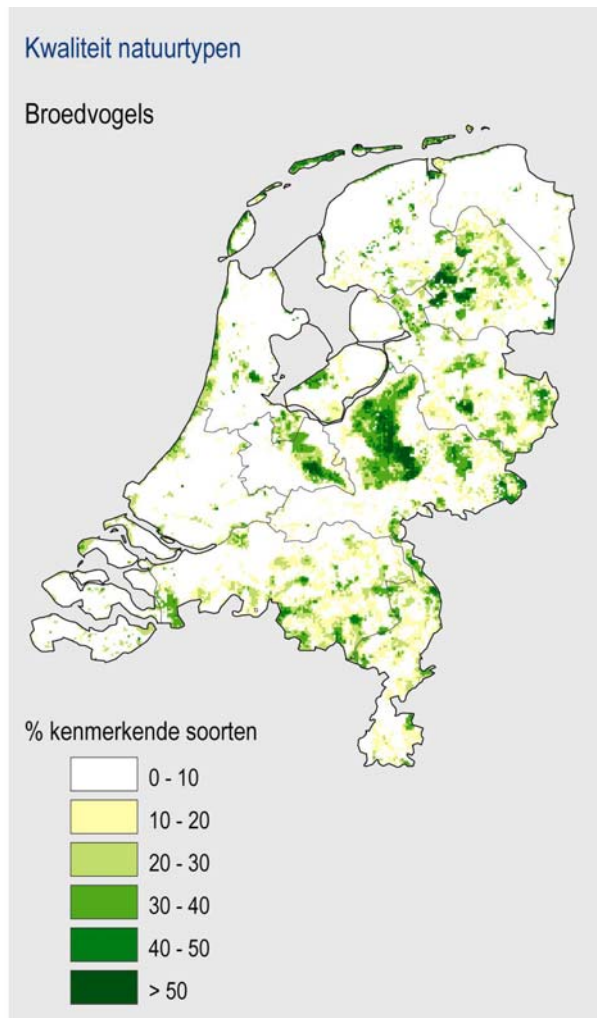 Kwaliteit natuurtypen
Broedvogels
% kenmerkende soorten
0 - 10
10 - 20
20 - 30
30 - 40
40 - 50
> 50